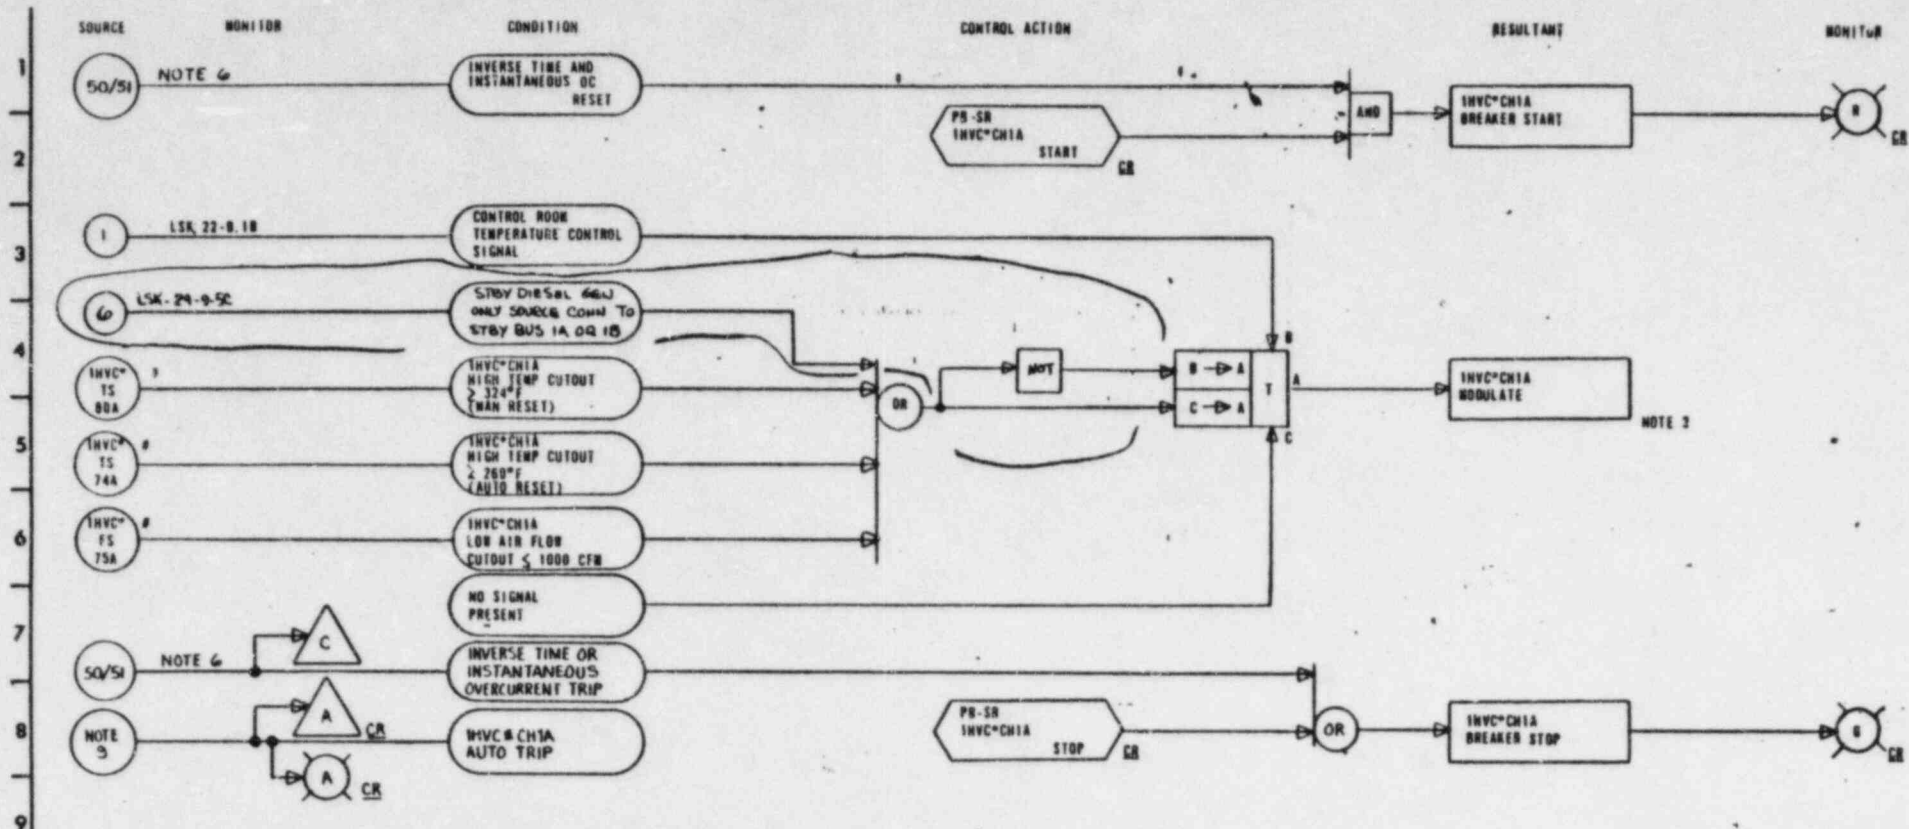 SOURCE MONITOR CONDITION CONTROL ACTION RESULTANT MONITOR
1
50/51 NOTE 6
INVERSE TIME AND
INSTANTANEOUS OC
RESET
AND
1HVC*CH1A
BREAKER START
R
CR
2
PB-SR
1HVC*CH1A
START
CR
3
1 LSK 22-9.1B
CONTROL ROOM
TEMPERATURE CONTROL
SIGNAL
6 LSK-24-9-5C
STBY DIESEL GEN
ONLY SOURCE CONN TO
STBY BUS 1A OR 1B
4
1HVC*
TS
80A
1HVC*CH1A
HIGH TEMP CUTOUT
≥ 324°F
(MAN RESET)
OR
NOT
B
B → A
C → A
T
A
C
1HVC*CH1A
MODULATE
NOTE 2
5
1HVC* #
TS
74A
1HVC*CH1A
HIGH TEMP CUTOUT
≥ 260°F
(AUTO RESET)
6
1HVC* #
FS
75A
1HVC*CH1A
LOW AIR FLOW
CUTOUT ≤ 1000 CFM
NO SIGNAL
PRESENT
7
C
50/51 NOTE 6
INVERSE TIME OR
INSTANTANEOUS
OVERCURRENT TRIP
8
A
CR
NOTE
3
1HVC*CH1A
AUTO TRIP
A
CR
PB-SR
1HVC*CH1A
STOP
CR
OR
1HVC*CH1A
BREAKER STOP
G
CR
9